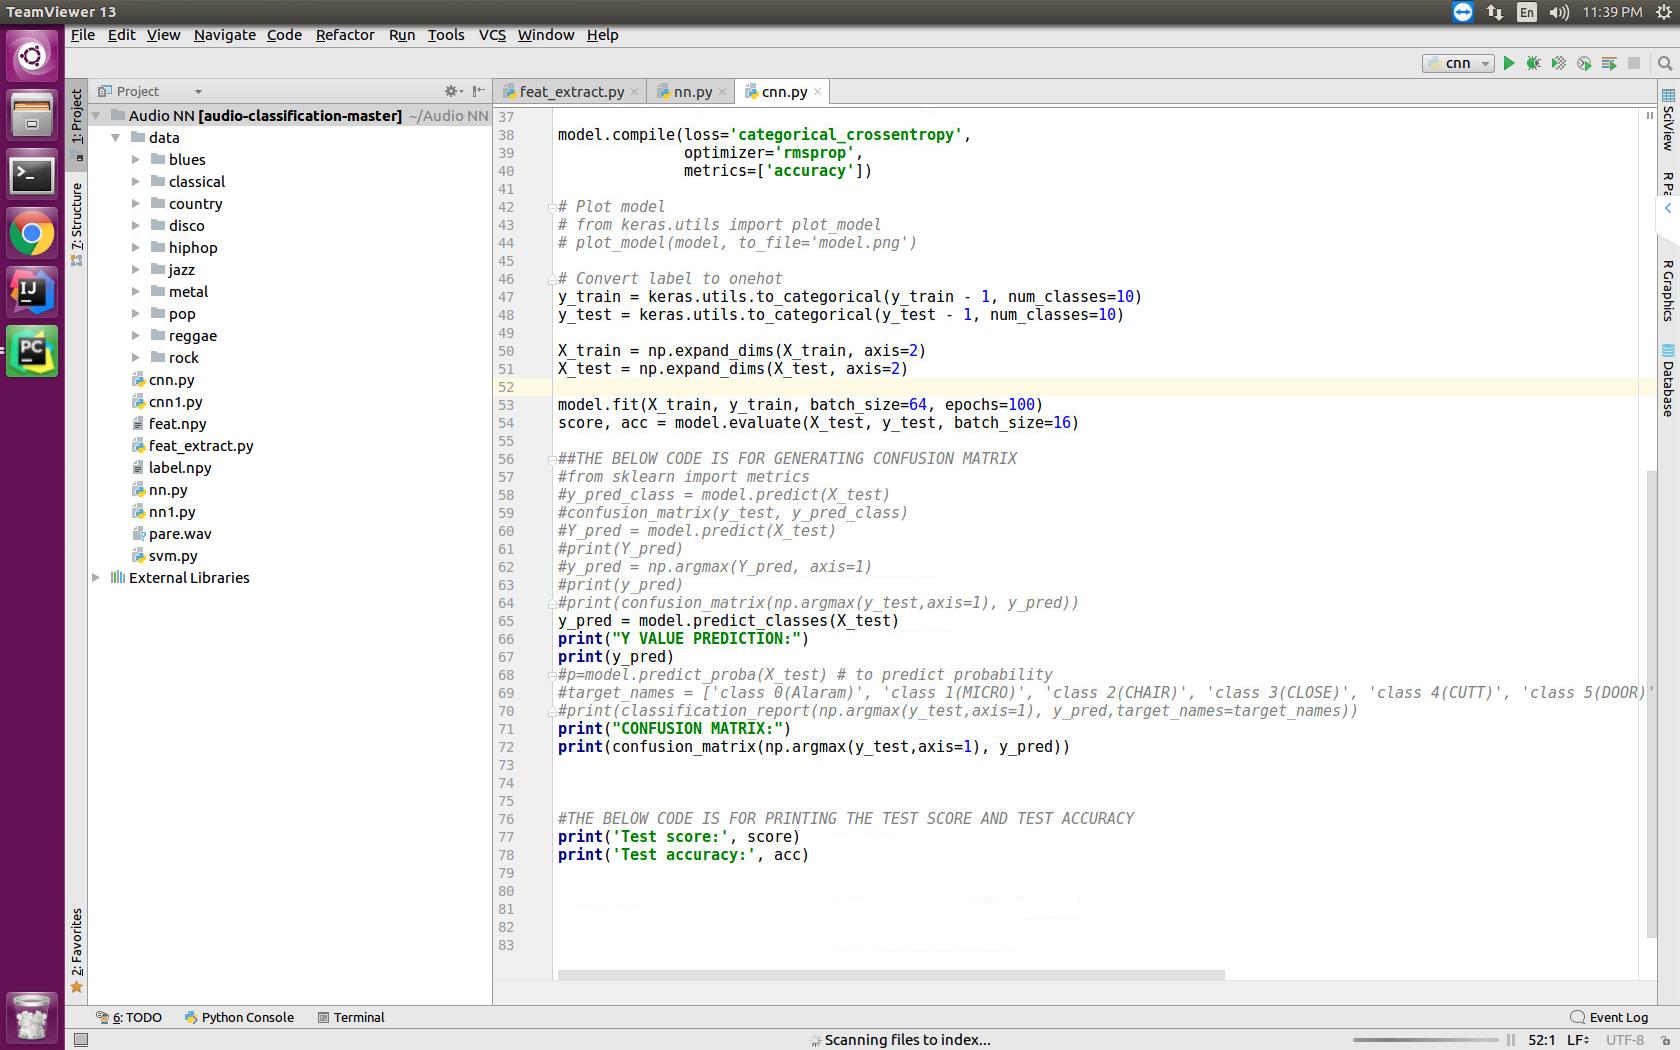 TeamViewer 13
En
11:39 PM
File Edit View Navigate Code Refactor Run Tools VCS Window Help
cnn
Project
feat_extract.py
nn.py
cnn.py
1: Project
7: Structure
2: Favorites
Audio NN [audio-classification-master] ~/Audio NN
data
blues
classical
country
disco
hiphop
jazz
metal
pop
reggae
rock
cnn.py
cnn1.py
feat.npy
feat_extract.py
label.npy
nn.py
nn1.py
pare.wav
svm.py
External Libraries
37
38 model.compile(loss='categorical_crossentropy',
39 optimizer='rmsprop',
40 metrics=['accuracy'])
41
42 # Plot model
43 # from keras.utils import plot_model
44 # plot_model(model, to_file='model.png')
45
46 # Convert label to onehot
47 y_train = keras.utils.to_categorical(y_train - 1, num_classes=10)
48 y_test = keras.utils.to_categorical(y_test - 1, num_classes=10)
49
50 X_train = np.expand_dims(X_train, axis=2)
51 X_test = np.expand_dims(X_test, axis=2)
52
53 model.fit(X_train, y_train, batch_size=64, epochs=100)
54 score, acc = model.evaluate(X_test, y_test, batch_size=16)
55
56 ##THE BELOW CODE IS FOR GENERATING CONFUSION MATRIX
57 #from sklearn import metrics
58 #y_pred_class = model.predict(X_test)
59 #confusion_matrix(y_test, y_pred_class)
60 #Y_pred = model.predict(X_test)
61 #print(Y_pred)
62 #y_pred = np.argmax(Y_pred, axis=1)
63 #print(y_pred)
64 #print(confusion_matrix(np.argmax(y_test,axis=1), y_pred))
65 y_pred = model.predict_classes(X_test)
66 print("Y VALUE PREDICTION:")
67 print(y_pred)
68 #p=model.predict_proba(X_test) # to predict probability
69 #target_names = ['class 0(Alaram)', 'class 1(MICRO)', 'class 2(CHAIR)', 'class 3(CLOSE)', 'class 4(CUTT)', 'class 5(DOOR)'
70 #print(classification_report(np.argmax(y_test,axis=1), y_pred,target_names=target_names))
71 print("CONFUSION MATRIX:")
72 print(confusion_matrix(np.argmax(y_test,axis=1), y_pred))
73
74
75
76 #THE BELOW CODE IS FOR PRINTING THE TEST SCORE AND TEST ACCURACY
77 print('Test score:', score)
78 print('Test accuracy:', acc)
79
80
81
82
83
SciView
R Pa
R Graphics
Database
IJ
PC
6: TODO
Python Console
Terminal
Event Log
Scanning files to index...
52:1 LF UTF-8